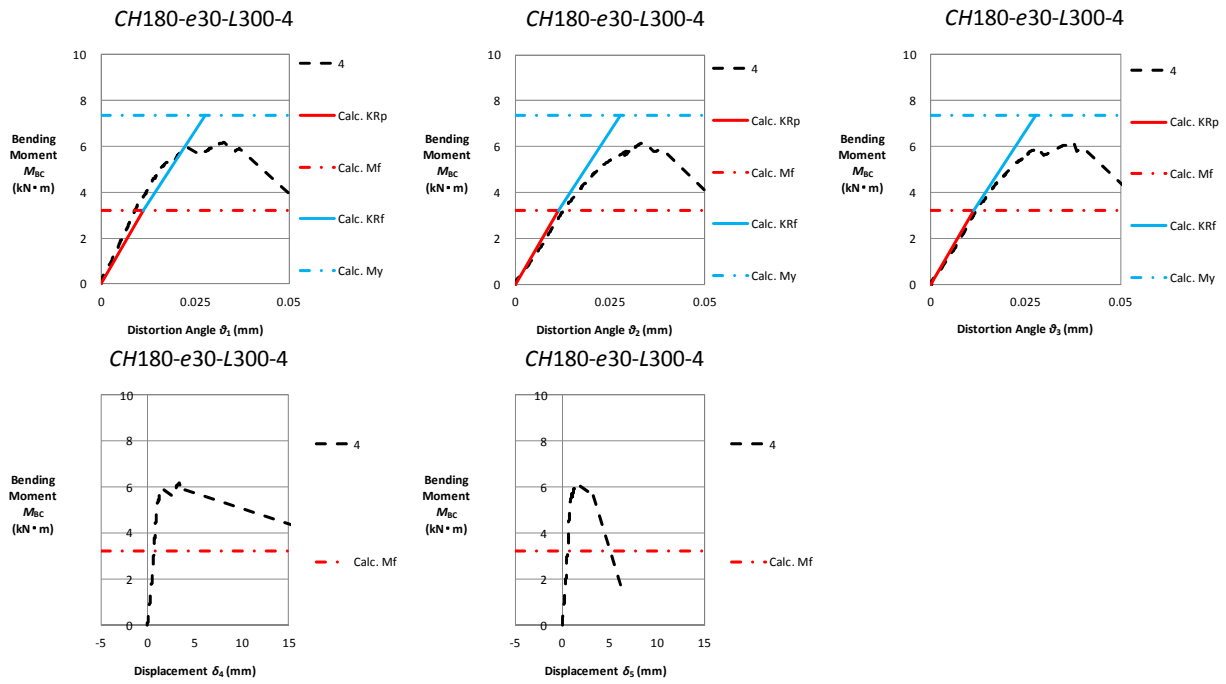 CH180-e30-L300-4
10
8
6
4
2
0
0
0.025
0.05
Bending
Moment
MBC
(kN・m)
Distortion Angle ϑ1 (mm)
4
Calc. KRp
Calc. Mf
Calc. KRf
Calc. My
CH180-e30-L300-4
10
8
6
4
2
0
0
0.025
0.05
Bending
Moment
MBC
(kN・m)
Distortion Angle ϑ2 (mm)
4
Calc. KRp
Calc. Mf
Calc. KRf
Calc. My
CH180-e30-L300-4
10
8
6
4
2
0
0
0.025
0.05
Bending
Moment
MBC
(kN・m)
Distortion Angle ϑ3 (mm)
4
Calc. KRp
Calc. Mf
Calc. KRf
Calc. My
CH180-e30-L300-4
10
8
6
4
2
0
-5 0 5 10 15
Bending
Moment
MBC
(kN・m)
Displacement δ4 (mm)
4
Calc. Mf
CH180-e30-L300-4
10
8
6
4
2
0
-5 0 5 10 15
Bending
Moment
MBC
(kN・m)
Displacement δ5 (mm)
4
Calc. Mf